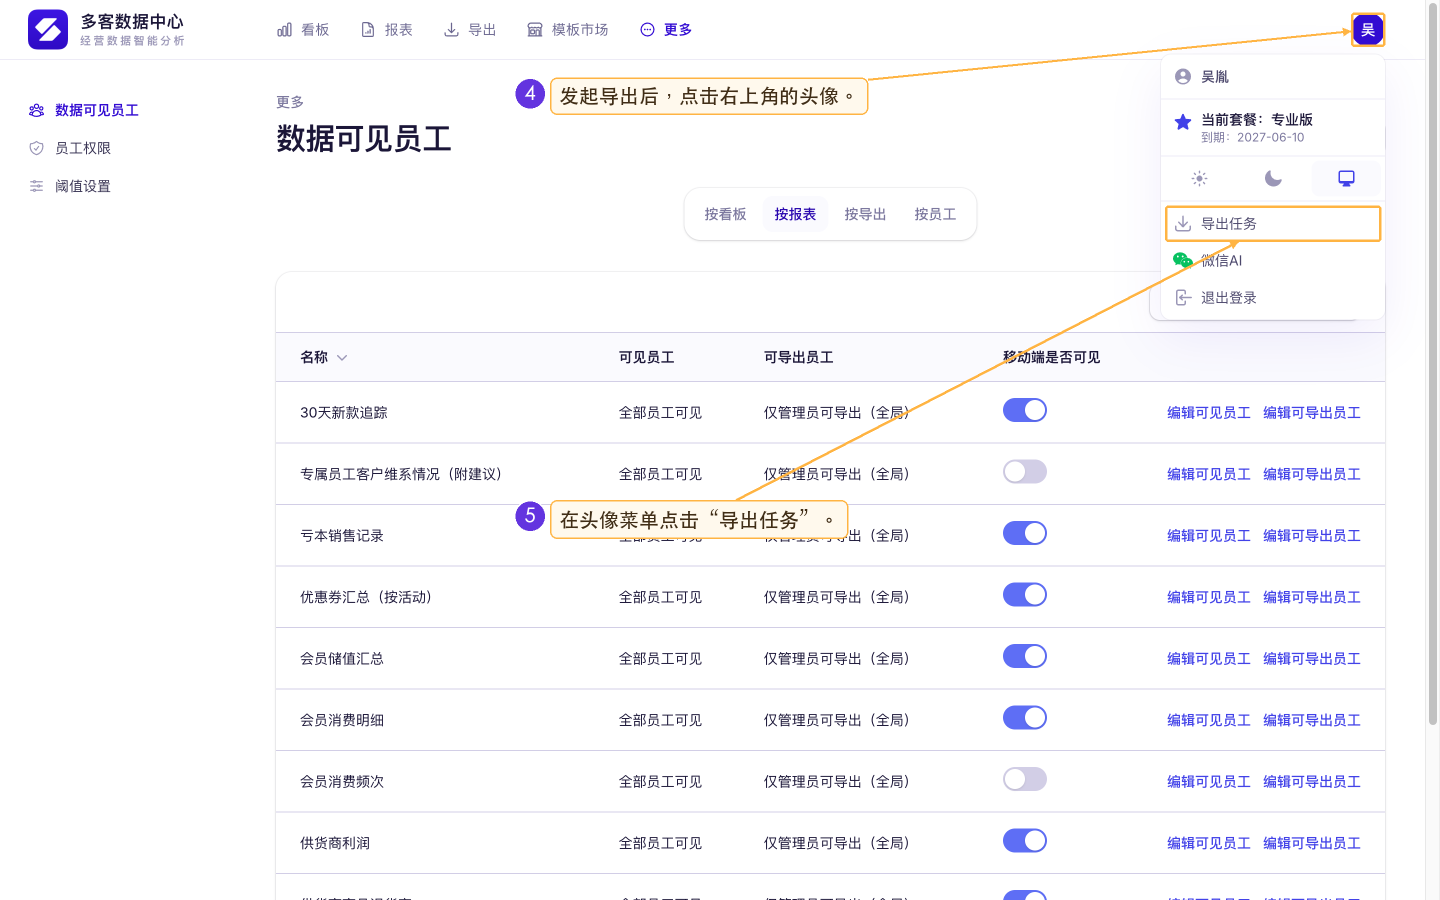 多客数据中心
经营数据智能分析
看板
报表
导出
模板市场
更多
吴
数据可见员工
员工权限
阈值设置
更多
数据可见员工
4
发起导出后，点击右上角的头像。
吴胤
当前套餐：专业版
到期：2027-06-10
导出任务
微信AI
退出登录
按看板
按报表
按导出
按员工
名称
可见员工
可导出员工
移动端是否可见
30天新款追踪
全部员工可见
仅管理员可导出（全局）
编辑可见员工
编辑可导出员工
专属员工客户维系情况（附建议）
全部员工可见
仅管理员可导出（全局）
编辑可见员工
编辑可导出员工
5
在头像菜单点击“导出任务”。
亏本销售记录
全部员工可见
仅管理员可导出（全局）
编辑可见员工
编辑可导出员工
优惠券汇总（按活动）
全部员工可见
仅管理员可导出（全局）
编辑可见员工
编辑可导出员工
会员储值汇总
全部员工可见
仅管理员可导出（全局）
编辑可见员工
编辑可导出员工
会员消费明细
全部员工可见
仅管理员可导出（全局）
编辑可见员工
编辑可导出员工
会员消费频次
全部员工可见
仅管理员可导出（全局）
编辑可见员工
编辑可导出员工
供货商利润
全部员工可见
仅管理员可导出（全局）
编辑可见员工
编辑可导出员工